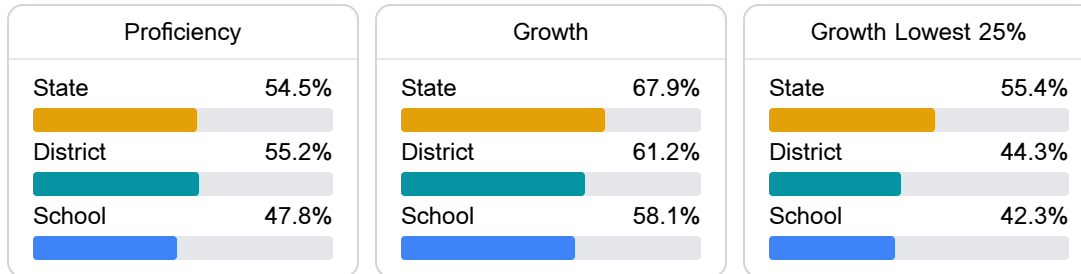 Proficiency
State 54.5%
District 55.2%
School 47.8%
Growth
State 67.9%
District 61.2%
School 58.1%
Growth Lowest 25%
State 55.4%
District 44.3%
School 42.3%